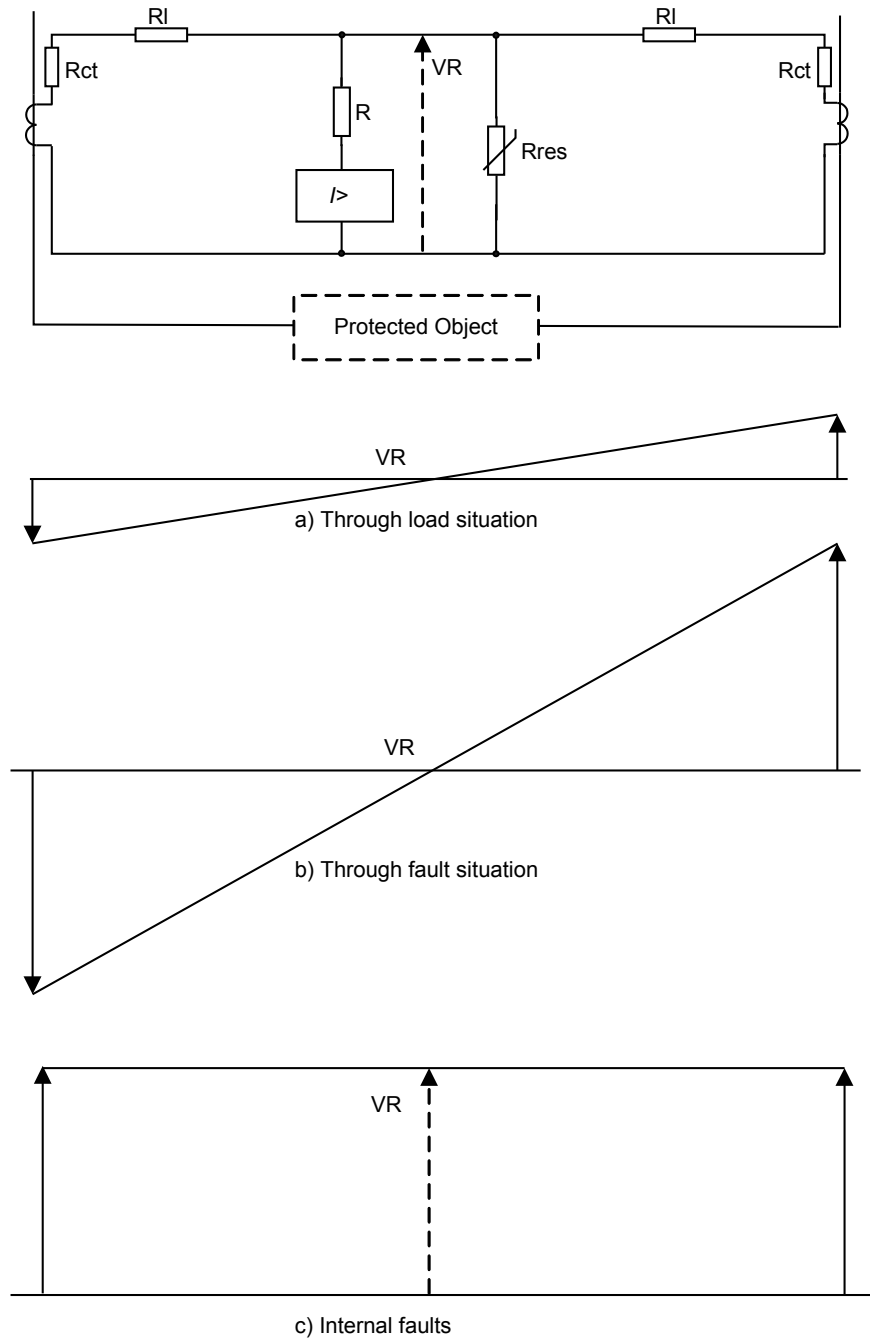 Rl
Rl
Rct
VR
Rct
R
Rres
I>
Protected Object
VR
a) Through load situation
VR
b) Through fault situation
VR
c) Internal faults